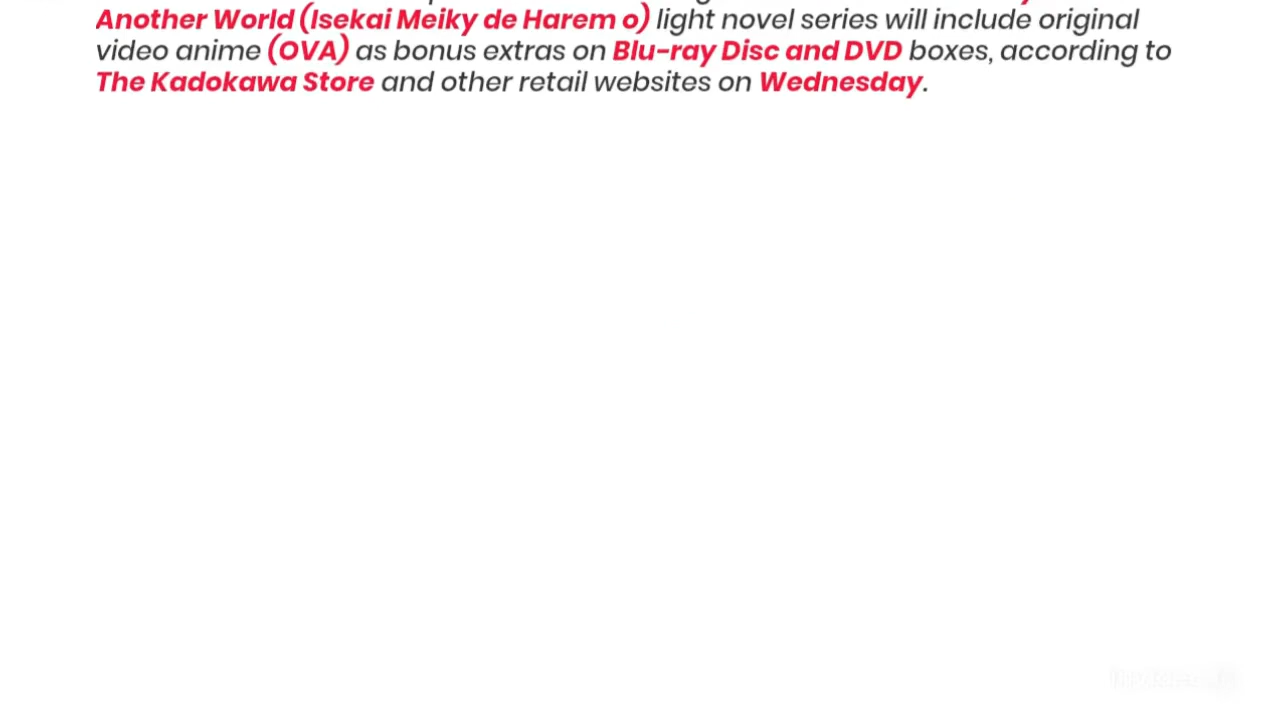 Another World (Isekai Meiky de Harem o) light novel series will include original
video anime (OVA) as bonus extras on Blu-ray Disc and DVD boxes, according to
The Kadokawa Store and other retail websites on Wednesday.